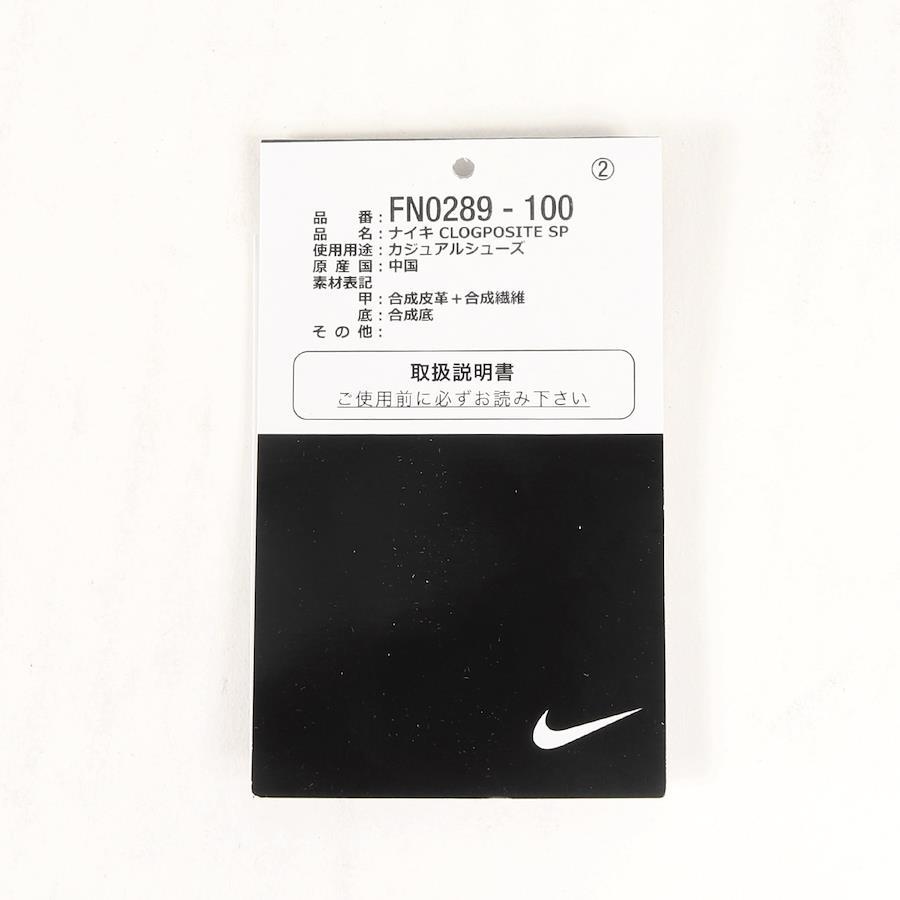 ②
品番：FN0289 - 100
品名：ナイキ CLOGPOSITE SP
使用用途：カジュアルシューズ
原産国：中国
素材表記
甲：合成皮革＋合成繊維
底：合成底
その他：
取扱説明書
ご使用前に必ずお読み下さい